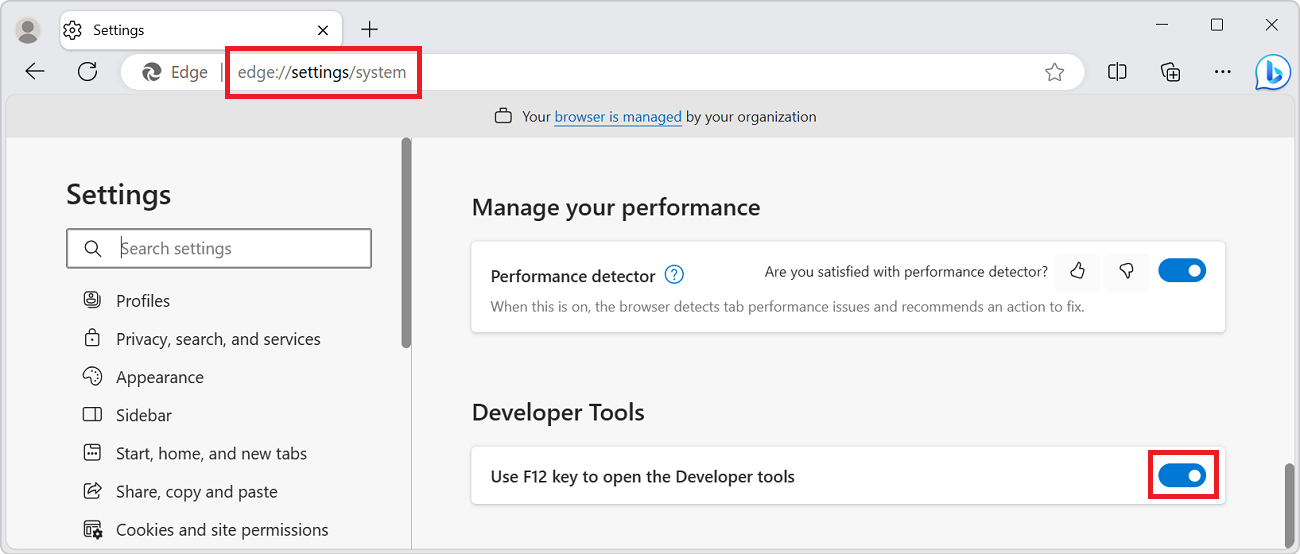 Settings
Edge | edge://settings/system
Your browser is managed by your organization
Settings
Search settings
Profiles
Privacy, search, and services
Appearance
Sidebar
Start, home, and new tabs
Share, copy and paste
Cookies and site permissions
Manage your performance
Performance detector
Are you satisfied with performance detector?
When this is on, the browser detects tab performance issues and recommends an action to fix.
Developer Tools
Use F12 key to open the Developer tools